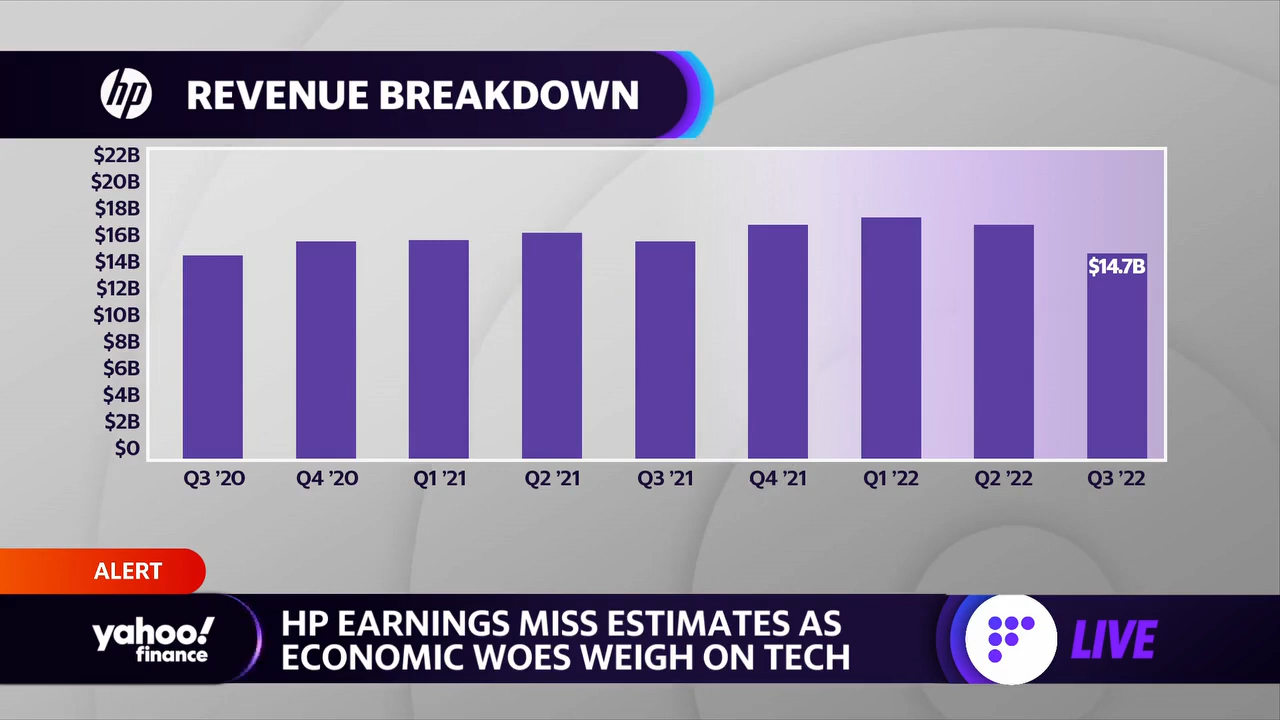 hp REVENUE BREAKDOWN
$22B
$20B
$18B
$16B
$14B
$12B
$10B
$8B
$6B
$4B
$2B
$0
$14.7B
Q3 ’20 Q4 ’20 Q1 ’21 Q2 ’21 Q3 ’21 Q4 ’21 Q1 ’22 Q2 ’22 Q3 ’22
ALERT
yahoo!
finance
HP EARNINGS MISS ESTIMATES AS
ECONOMIC WOES WEIGH ON TECH
LIVE